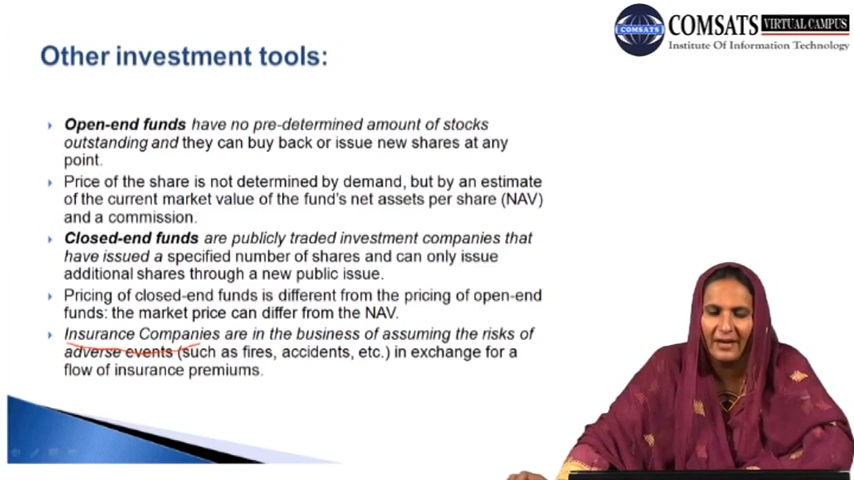 COMSATS VIRTUAL CAMPUS
COMSATS
Institute Of Information Technology
Other investment tools:
Open-end funds have no pre-determined amount of stocks
outstanding and they can buy back or issue new shares at any
point.
Price of the share is not determined by demand, but by an estimate
of the current market value of the fund's net assets per share (NAV)
and a commission.
Closed-end funds are publicly traded investment companies that
have issued a specified number of shares and can only issue
additional shares through a new public issue.
Pricing of closed-end funds is different from the pricing of open-end
funds: the market price can differ from the NAV.
Insurance Companies are in the business of assuming the risks of
adverse events (such as fires, accidents, etc.) in exchange for a
flow of insurance premiums.